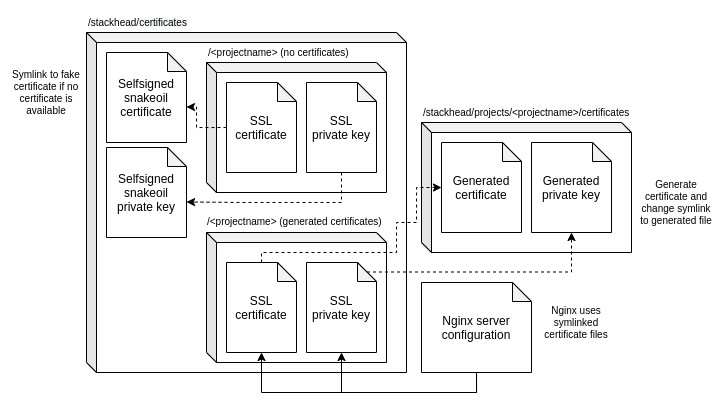 /stackhead/certificates
Symlink to fake
certificate if no
certificate is
available
Selfsigned
snakeoil
certificate
Selfsigned
snakeoil
private key
/<projectname> (no certificates)
SSL
certificate
SSL
private key
/<projectname> (generated certificates)
SSL
certificate
SSL
private key
/stackhead/projects/<projectname>/certificates
Generated
certificate
Generated
private key
Generate
certificate and
change symlink
to generated file
Nginx server
configuration
Nginx uses
symlinked
certificate files